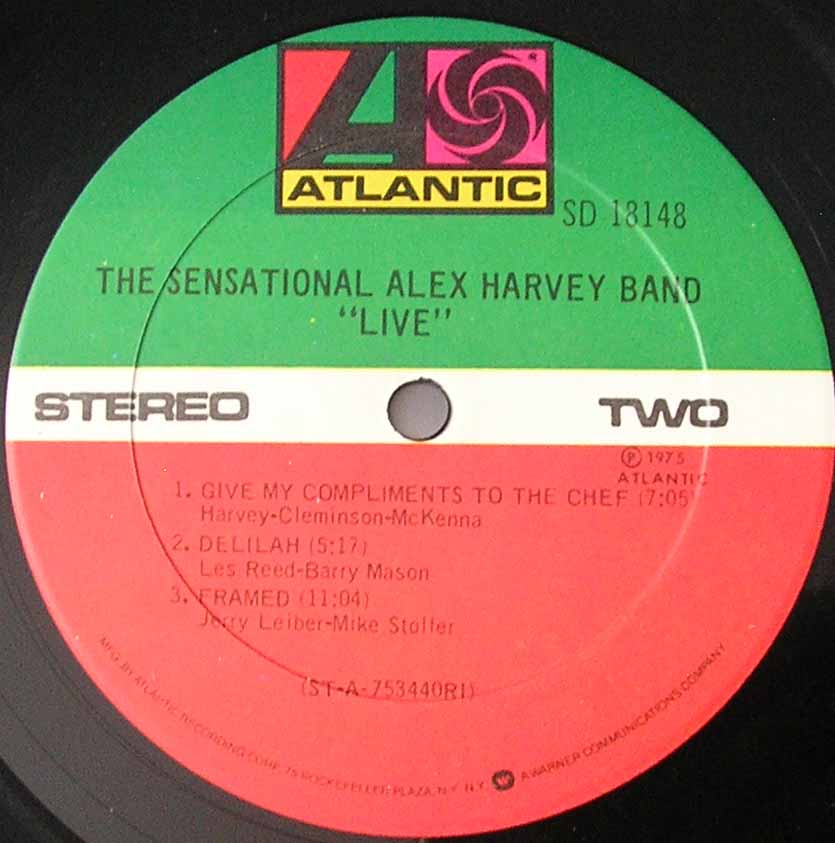 ATLANTIC
SD 18148
THE SENSATIONAL ALEX HARVEY BAND
"LIVE"
STEREO
TWO
℗ 1975
ATLANTIC
1. GIVE MY COMPLIMENTS TO THE CHEF (7:05)
Harvey-Cleminson-McKenna
2. DELILAH (5:17)
Les Reed-Barry Mason
3. FRAMED (11:04)
Jerry Leiber-Mike Stoller
(ST-A-753440RI)
MFG. BY ATLANTIC RECORDING CORP., 75 ROCKEFELLER PLAZA, N.Y. N.Y. A WARNER COMMUNICATIONS COMPANY